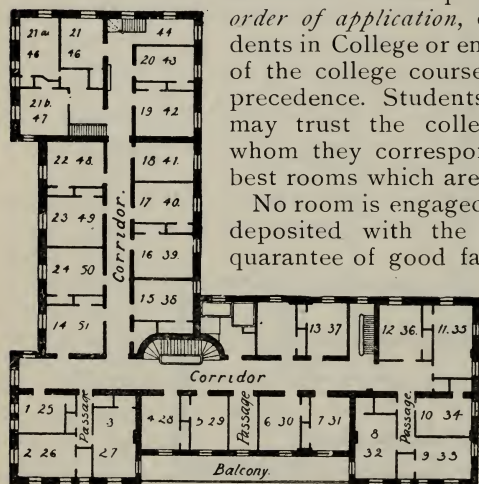 order of application,
dents in College or en
of the college course
precedence. Students
may trust the colle
whom they correspon
best rooms which are
No room is engaged
deposited with the
quarantee of good fa
21a 46
21 46
44
20 43
21b. 47
19 42
22 48.
18 41.
23 49
17 40.
Corridor.
24 50
16 39.
14 51
15 38
13 37
12 36.
11. 35
Corridor
1 25
Passage
3 27
4 28
5 29
Passage
6 30
7 31
8 32
Passage.
10 34
2 26
9 33
Balcony.